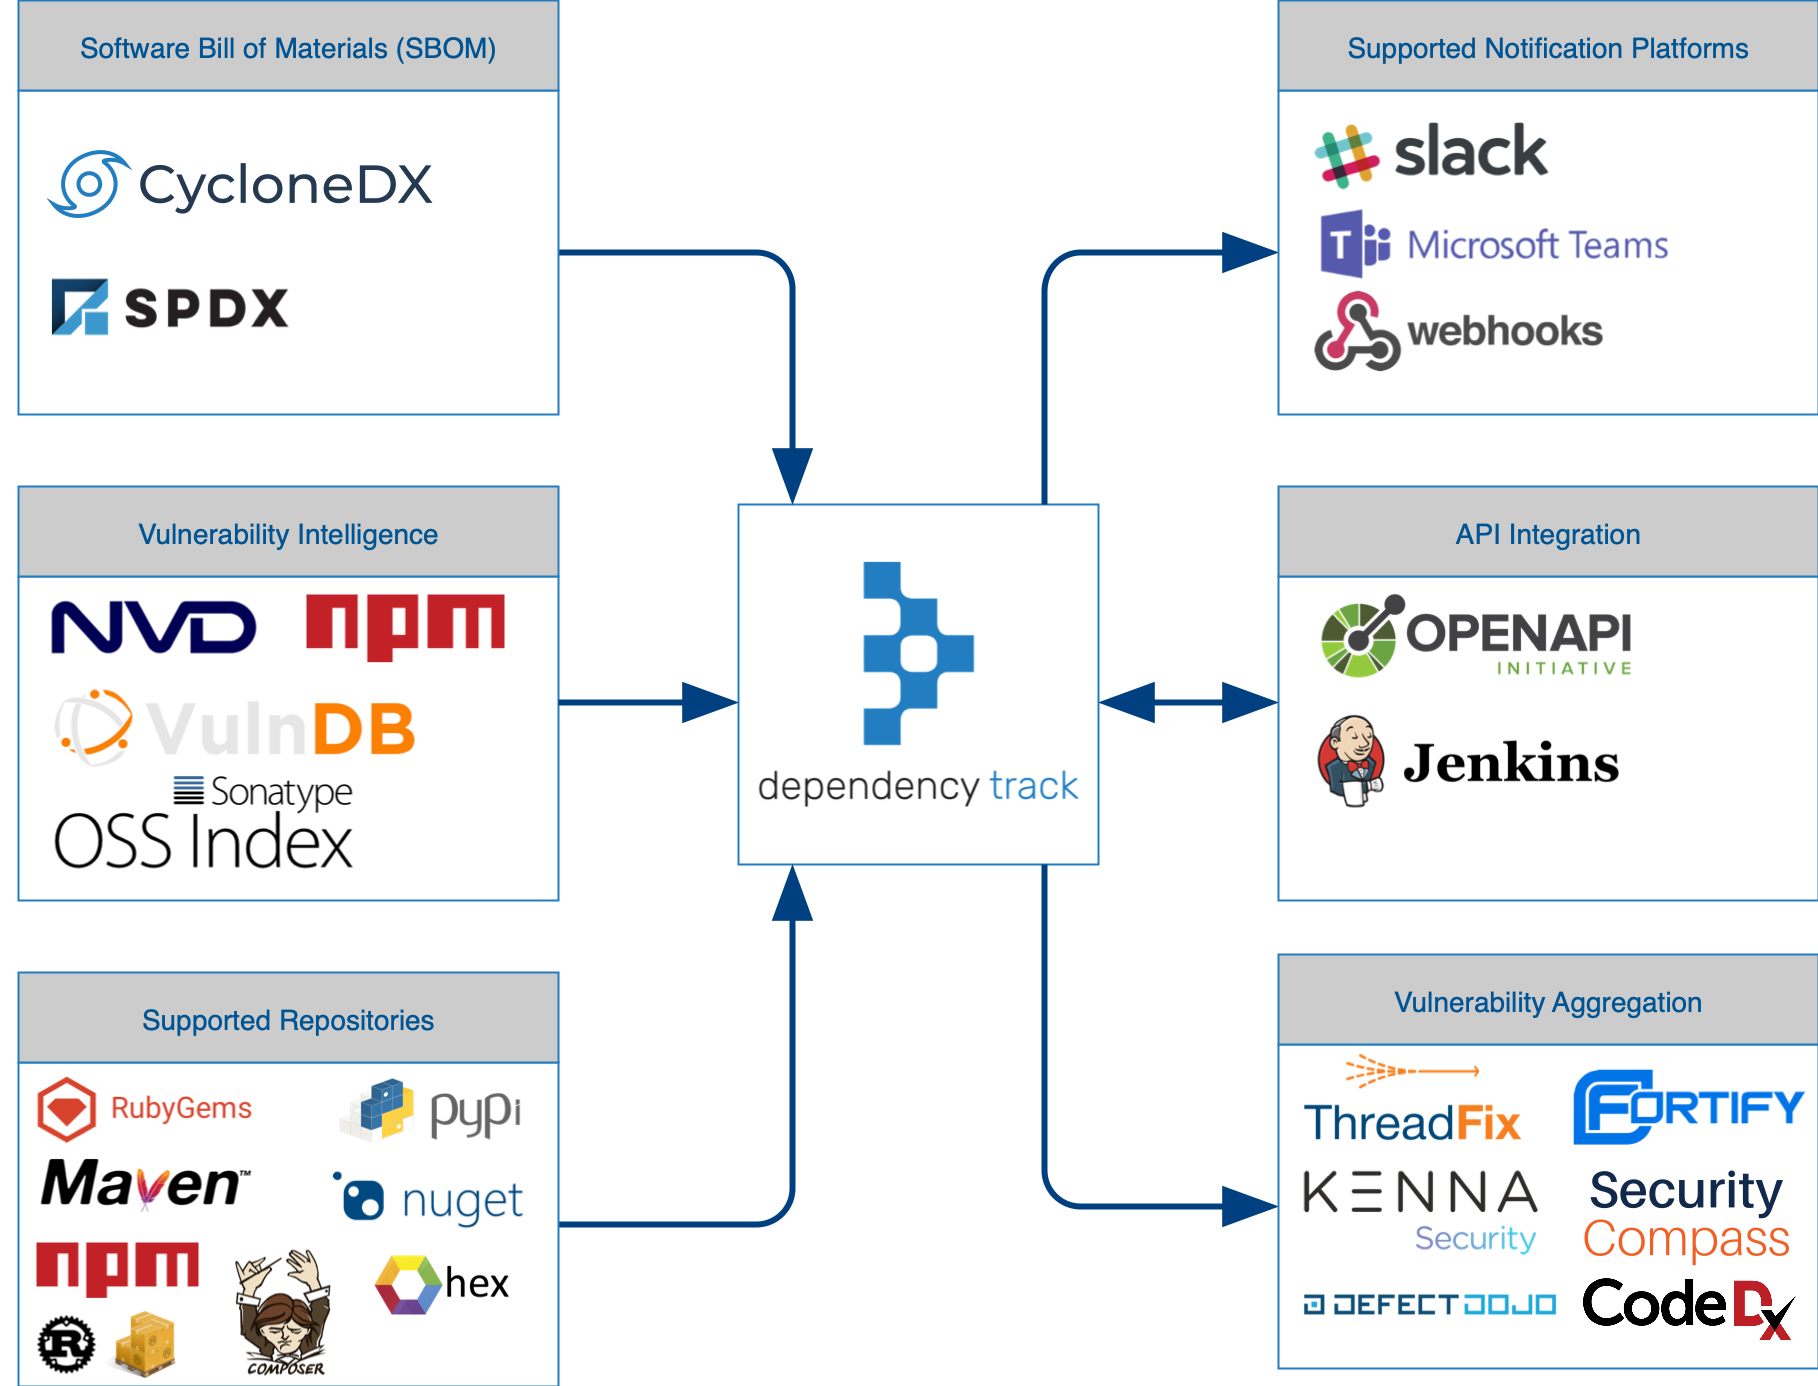 Software Bill of Materials (SBOM)
CycloneDX
SPDX
Vulnerability Intelligence
NVD
npm
VulnDB
Sonatype
OSS Index
Supported Repositories
RubyGems
pypi
Maven™
nuget
npm
hex
R
COMPOSER
dependency track
Supported Notification Platforms
slack
T
Microsoft Teams
webhooks
API Integration
OPENAPI
INITIATIVE
Jenkins
Vulnerability Aggregation
ThreadFix
FORTIFY
KENNA
Security
Security
Compass
DEFECTDOJO
CodeDx